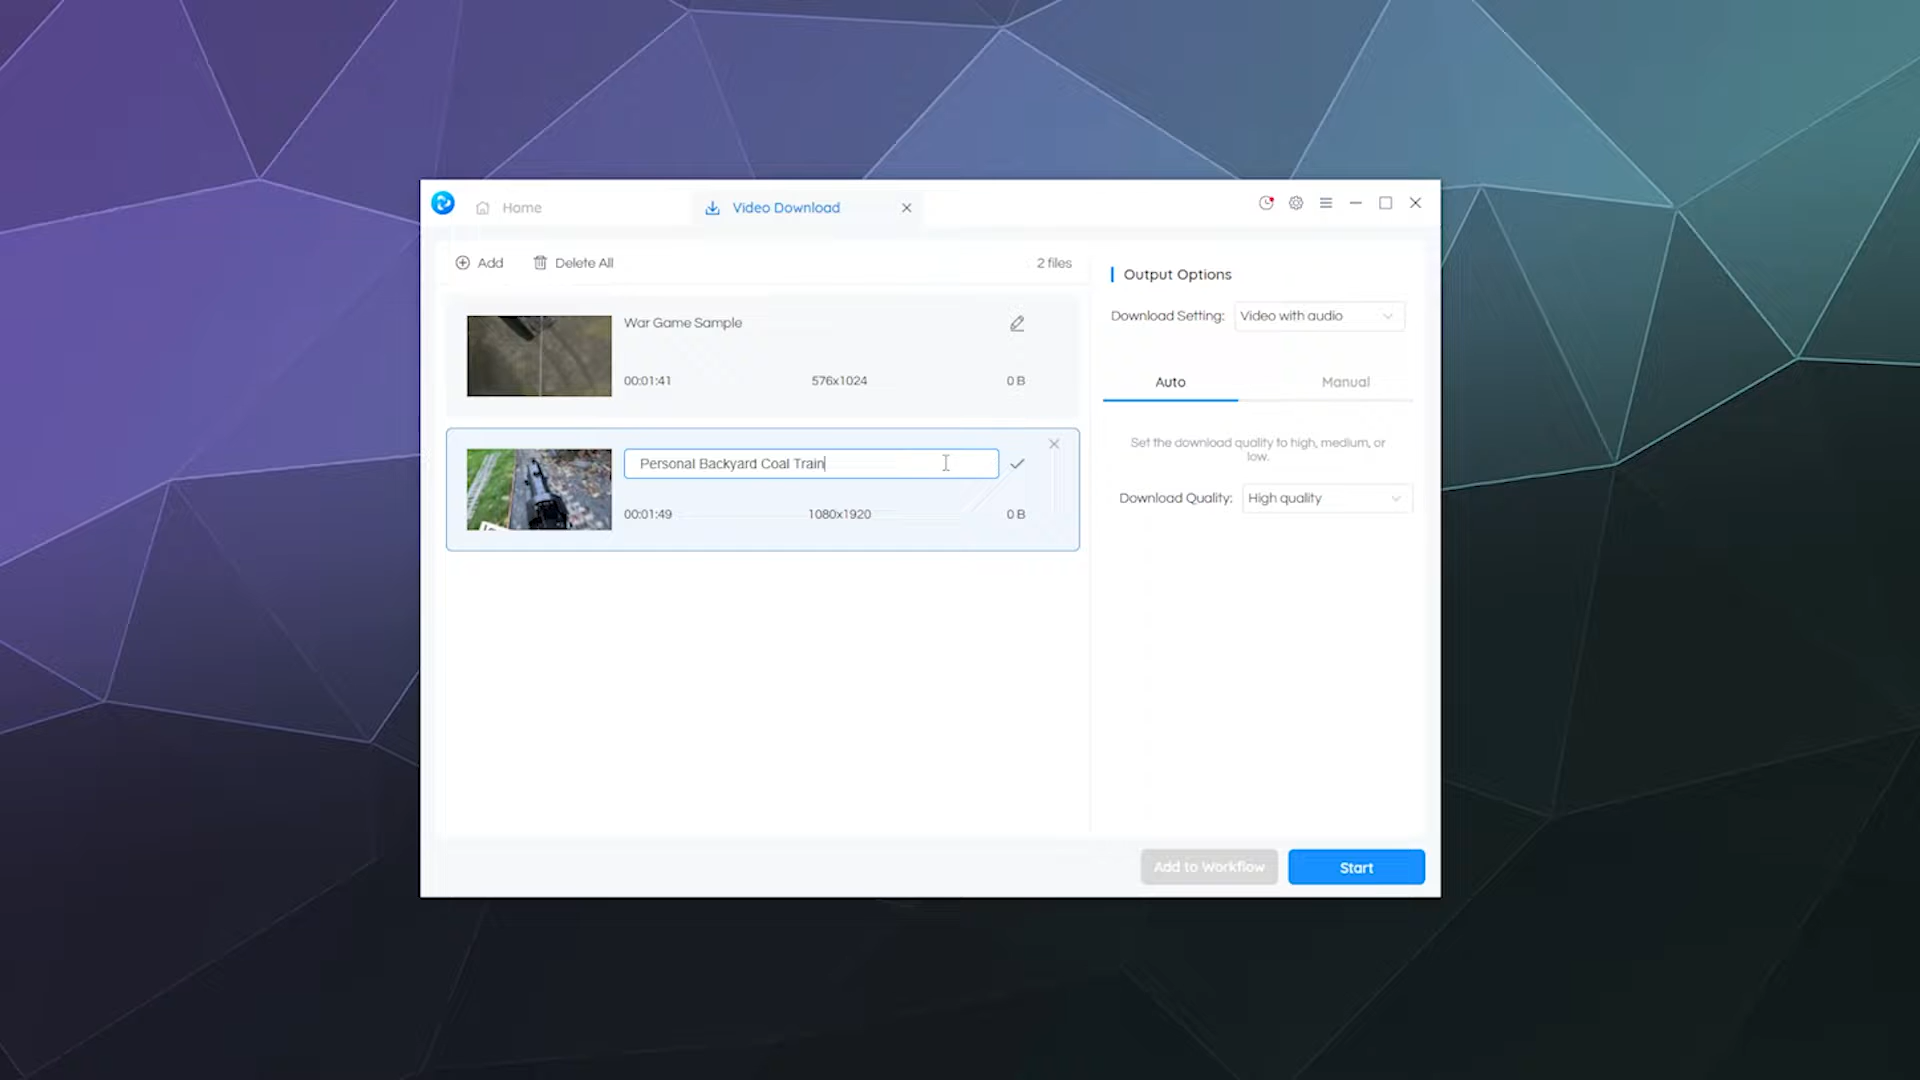 Home
Video Download
Add
Delete All
2 files
War Game Sample
00:01:41
576x1024
0 B
Personal Backyard Coal Train
00:01:49
1080x1920
0 B
Output Options
Download Setting:
Video with audio
Auto
Manual
Set the download quality to high, medium, or
low.
Download Quality:
High quality
Add to Workflow
Start